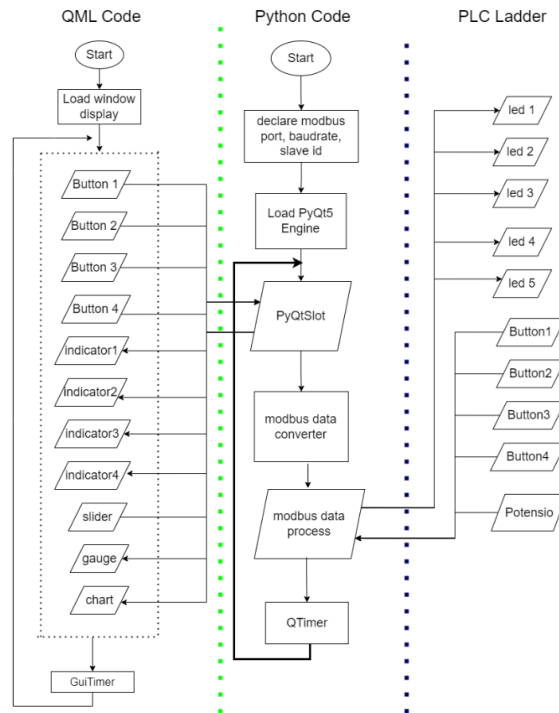 QML Code
Start
Load window
display
Button 1
Button 2
Button 3
Button 4
indicator1
indicator2
indicator3
indicator4
slider
gauge
chart
GuiTimer
Python Code
Start
declare modbus
port, baudrate,
slave id
Load PyQt5
Engine
PyQtSlot
modbus data
converter
modbus data
process
QTimer
PLC Ladder
led 1
led 2
led 3
led 4
led 5
Button1
Button2
Button3
Button4
Potensio